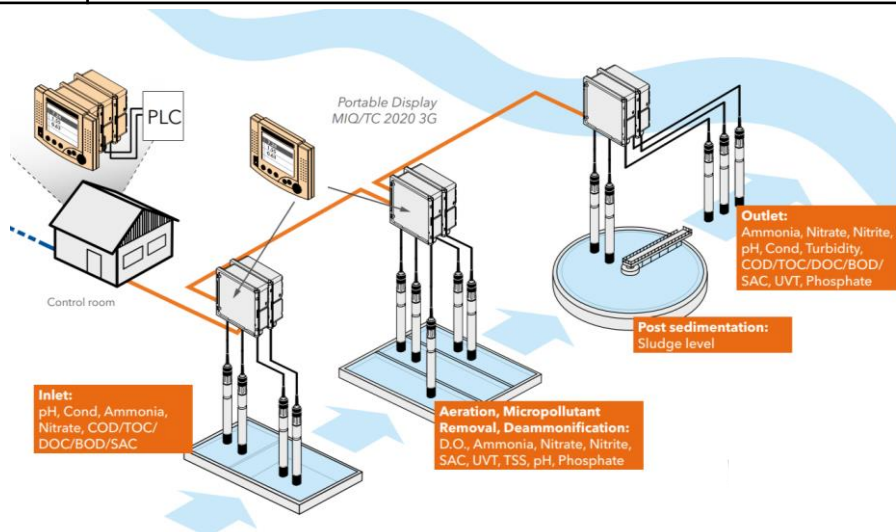 PLC
Portable Display
MIQ/TC 2020 3G
Control room
Inlet:
pH, Cond, Ammonia,
Nitrate, COD/TOC/
DOC/BOD/SAC
Aeration, Micropollutant
Removal, Deammonification:
D.O., Ammonia, Nitrate, Nitrite,
SAC, UVT, TSS, pH, Phosphate
Post sedimentation:
Sludge level
Outlet:
Ammonia, Nitrate, Nitrite,
pH, Cond, Turbidity,
COD/TOC/DOC/BOD/
SAC, UVT, Phosphate